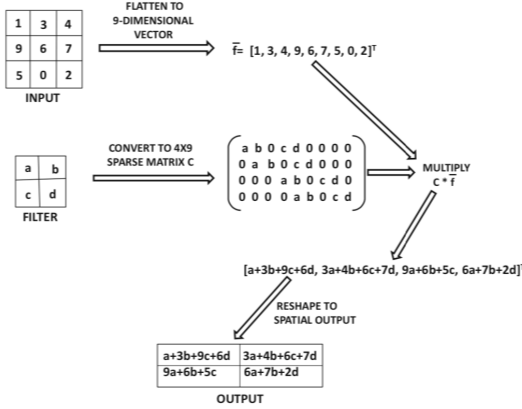 FLATTEN TO
9-DIMENSIONAL
VECTOR
1 3 4
9 6 7
5 0 2
INPUT
f= [1, 3, 4, 9, 6, 7, 5, 0, 2]ᵀ
CONVERT TO 4X9
SPARSE MATRIX C
a b
c d
FILTER
a b 0 c d 0 0 0 0
0 a b 0 c d 0 0 0
0 0 0 a b 0 c d 0
0 0 0 0 a b 0 c d
MULTIPLY
C * f
[a+3b+9c+6d, 3a+4b+6c+7d, 9a+6b+5c, 6a+7b+2d]ᵀ
RESHAPE TO
SPATIAL OUTPUT
a+3b+9c+6d 3a+4b+6c+7d
9a+6b+5c 6a+7b+2d
OUTPUT